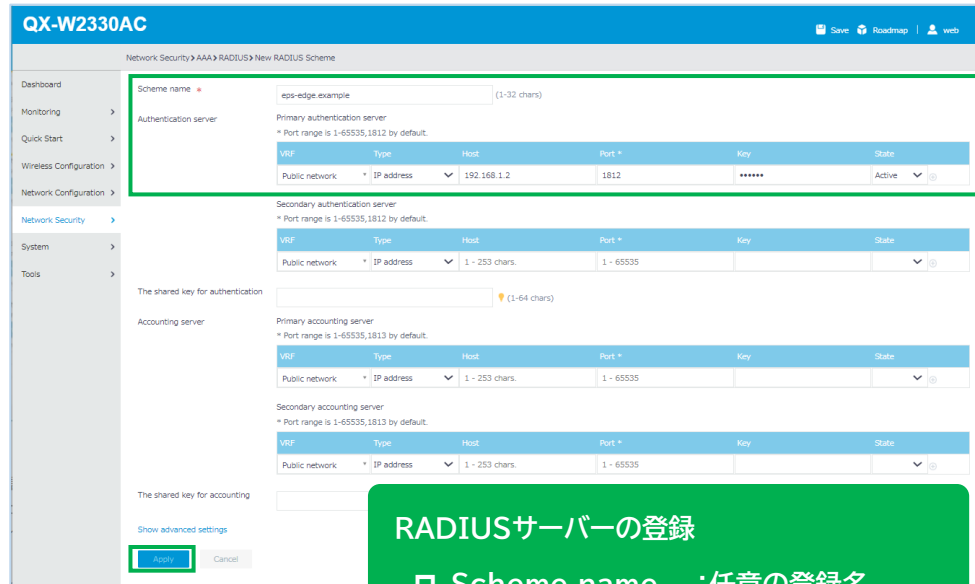 QX-W2330AC
Save Roadmap | web
Network Security > AAA > RADIUS > New RADIUS Scheme
Dashboard
Monitoring >
Quick Start >
Wireless Configuration >
Network Configuration >
Network Security >
System >
Tools >
Scheme name * eps-edge.example (1-32 chars)
Authentication server Primary authentication server
* Port range is 1-65535,1812 by default.
VRF Type Host Port * Key State
Public network * IP address 192.168.1.2 1812 •••••• Active
Secondary authentication server
* Port range is 1-65535,1812 by default.
VRF Type Host Port * Key State
Public network * IP address 1 - 253 chars. 1 - 65535
The shared key for authentication (1-64 chars)
Accounting server Primary accounting server
* Port range is 1-65535,1813 by default.
VRF Type Host Port * Key State
Public network * IP address 1 - 253 chars. 1 - 65535
Secondary accounting server
* Port range is 1-65535,1813 by default.
VRF Type Host Port * Key State
Public network * IP address 1 - 253 chars. 1 - 65535
The shared key for accounting
Show advanced settings
Apply Cancel
RADIUSサーバーの登録
Scheme name :任意の登録名